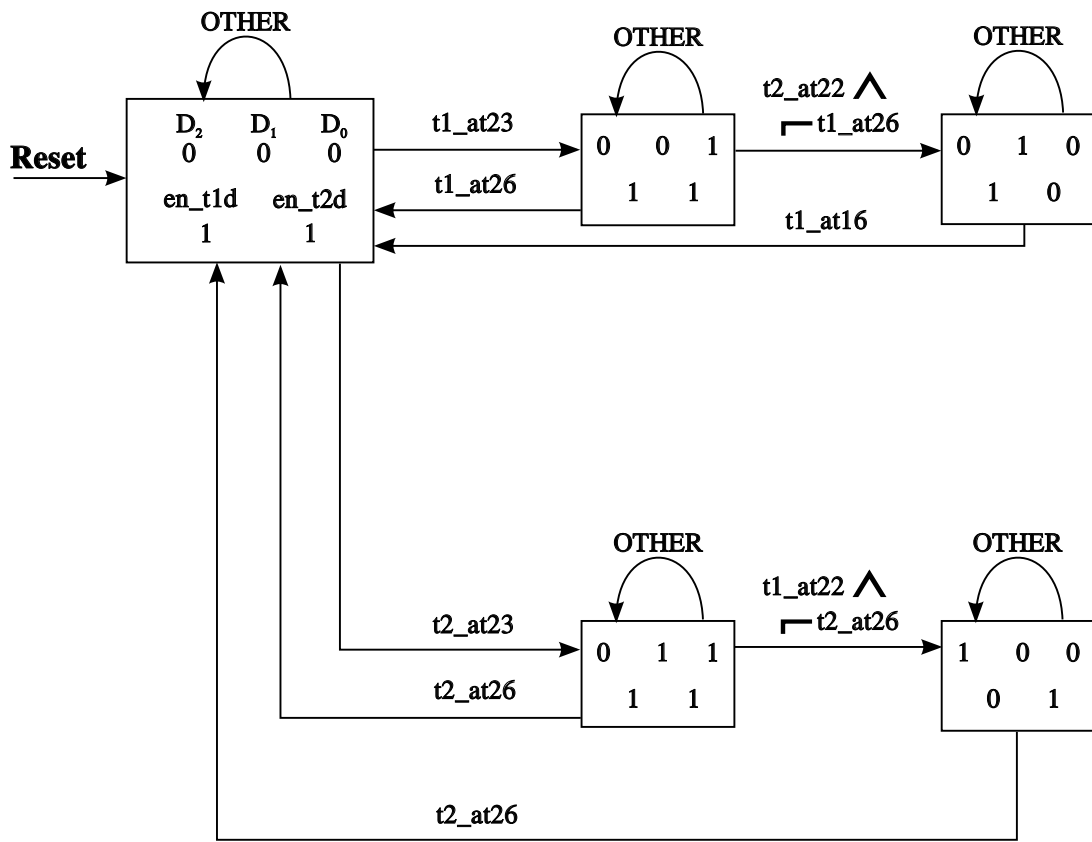 OTHER
OTHER
OTHER
t2_at22 ∧
D2 D1 D0
t1_at23
⌐ t1_at26
0 0 0
0 0 1
0 1 0
Reset
t1_at26
en_t1d en_t2d
1 1
1 0
1 1
t1_at16
OTHER
OTHER
t1_at22 ∧
t2_at23
⌐ t2_at26
0 1 1
1 0 0
t2_at26
1 1
0 1
t2_at26